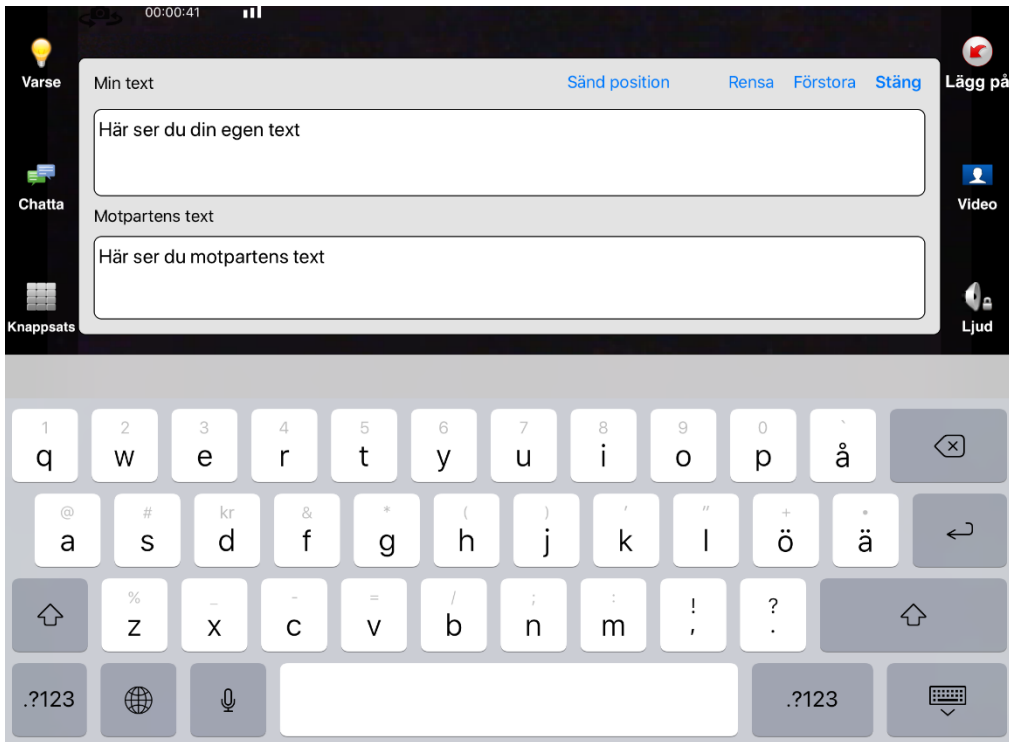 00:00:41
Varse
Min text
Sänd position
Rensa
Förstora
Stäng
Lägg på
Här ser du din egen text
Chatta
Video
Motpartens text
Här ser du motpartens text
Knappsats
Ljud
1 2 3 4 5 6 7 8 9 0 `
q w e r t y u i o p å
@ # kr & * ( ) ' " + •
a s d f g h j k l ö ä
% _ - = / ; : ! ?
z x c v b n m , .
.?123 .?123